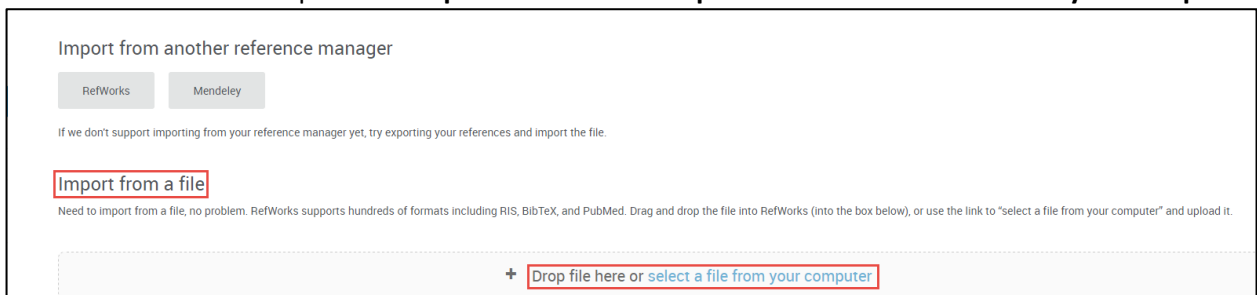 Import from another reference manager
RefWorks Mendeley
If we don't support importing from your reference manager yet, try exporting your references and import the file.
Import from a file
Need to import from a file, no problem. RefWorks supports hundreds of formats including RIS, BibTeX, and PubMed. Drag and drop the file into RefWorks (into the box below), or use the link to “select a file from your computer” and upload it.
+ Drop file here or select a file from your computer